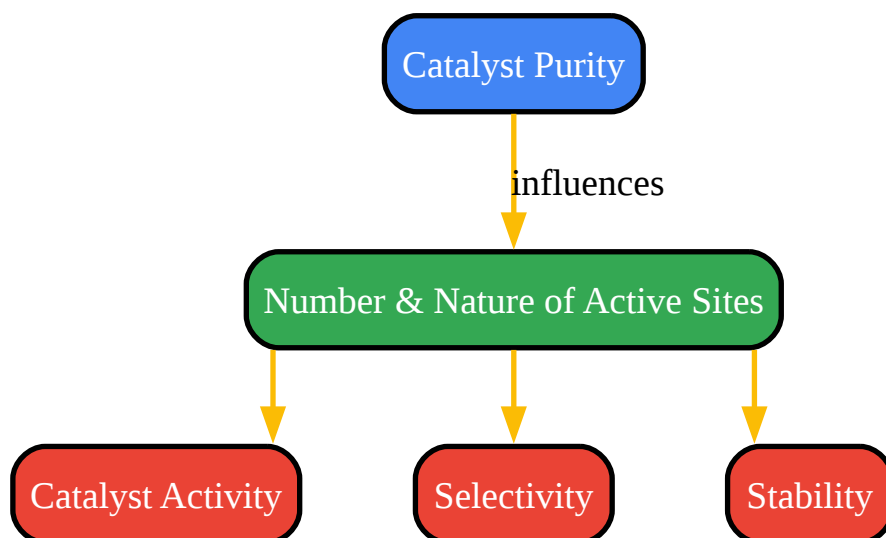 Catalyst Purity
influences
Number & Nature of Active Sites
Catalyst Activity
Selectivity
Stability